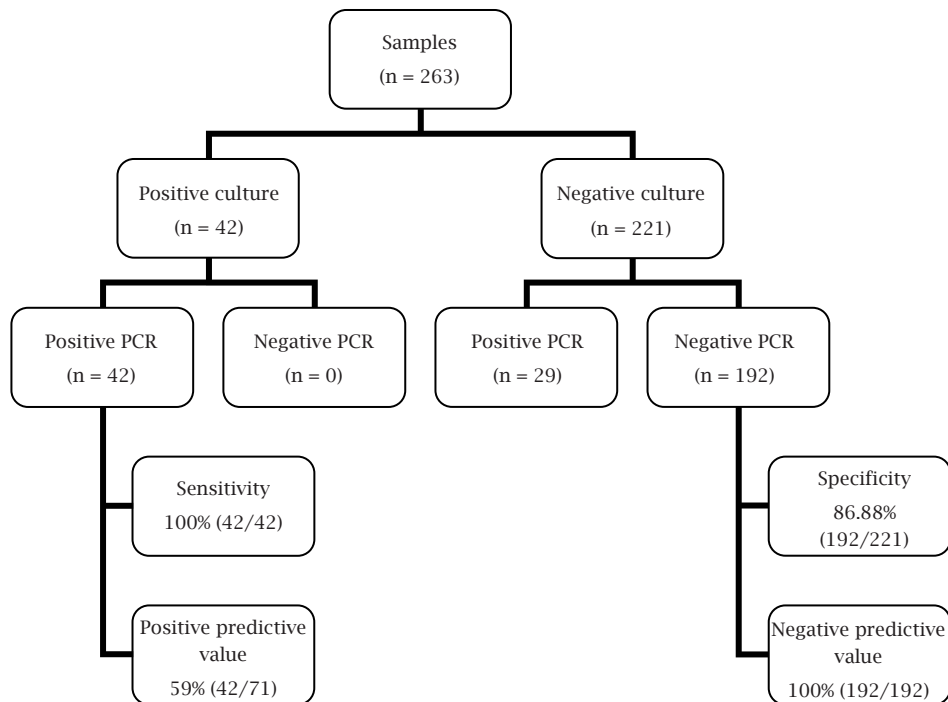 Samples
(n = 263)
Positive culture
(n = 42)
Negative culture
(n = 221)
Positive PCR
(n = 42)
Negative PCR
(n = 0)
Positive PCR
(n = 29)
Negative PCR
(n = 192)
Sensitivity
100% (42/42)
Specificity
86.88%
(192/221)
Positive predictive
value
59% (42/71)
Negative predictive
value
100% (192/192)